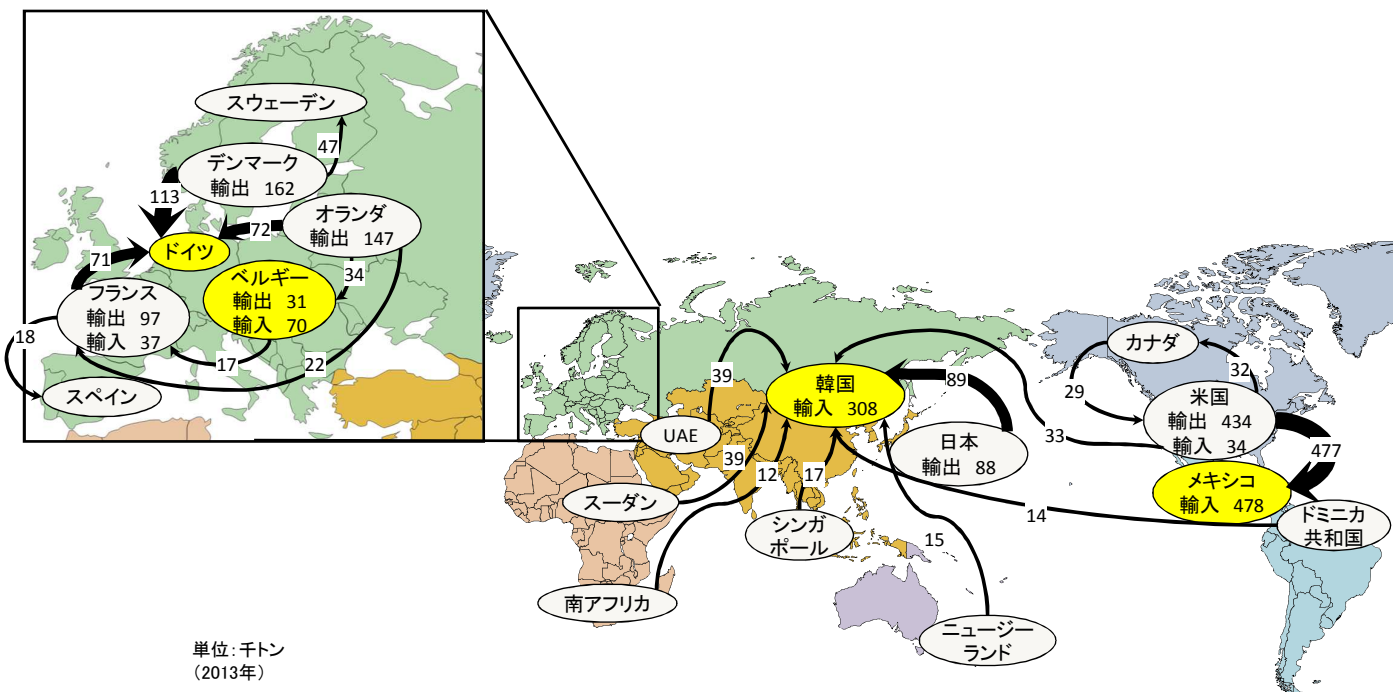 スウェーデン
47
デンマーク
輸出 162
113
オランダ
輸出 147
72
ドイツ
71
34
ベルギー
輸出 31
輸入 70
フランス
輸出 97
輸入 37
18
17
22
スペイン
39
韓国
輸入 308
89
カナダ
32
29
米国
輸出 434
輸入 34
UAE
日本
輸出 88
33
477
39
12
17
メキシコ
輸入 478
スーダン
シンガ
ポール
15
14
ドミニカ
共和国
南アフリカ
ニュージー
ランド
単位:千トン
(2013年)